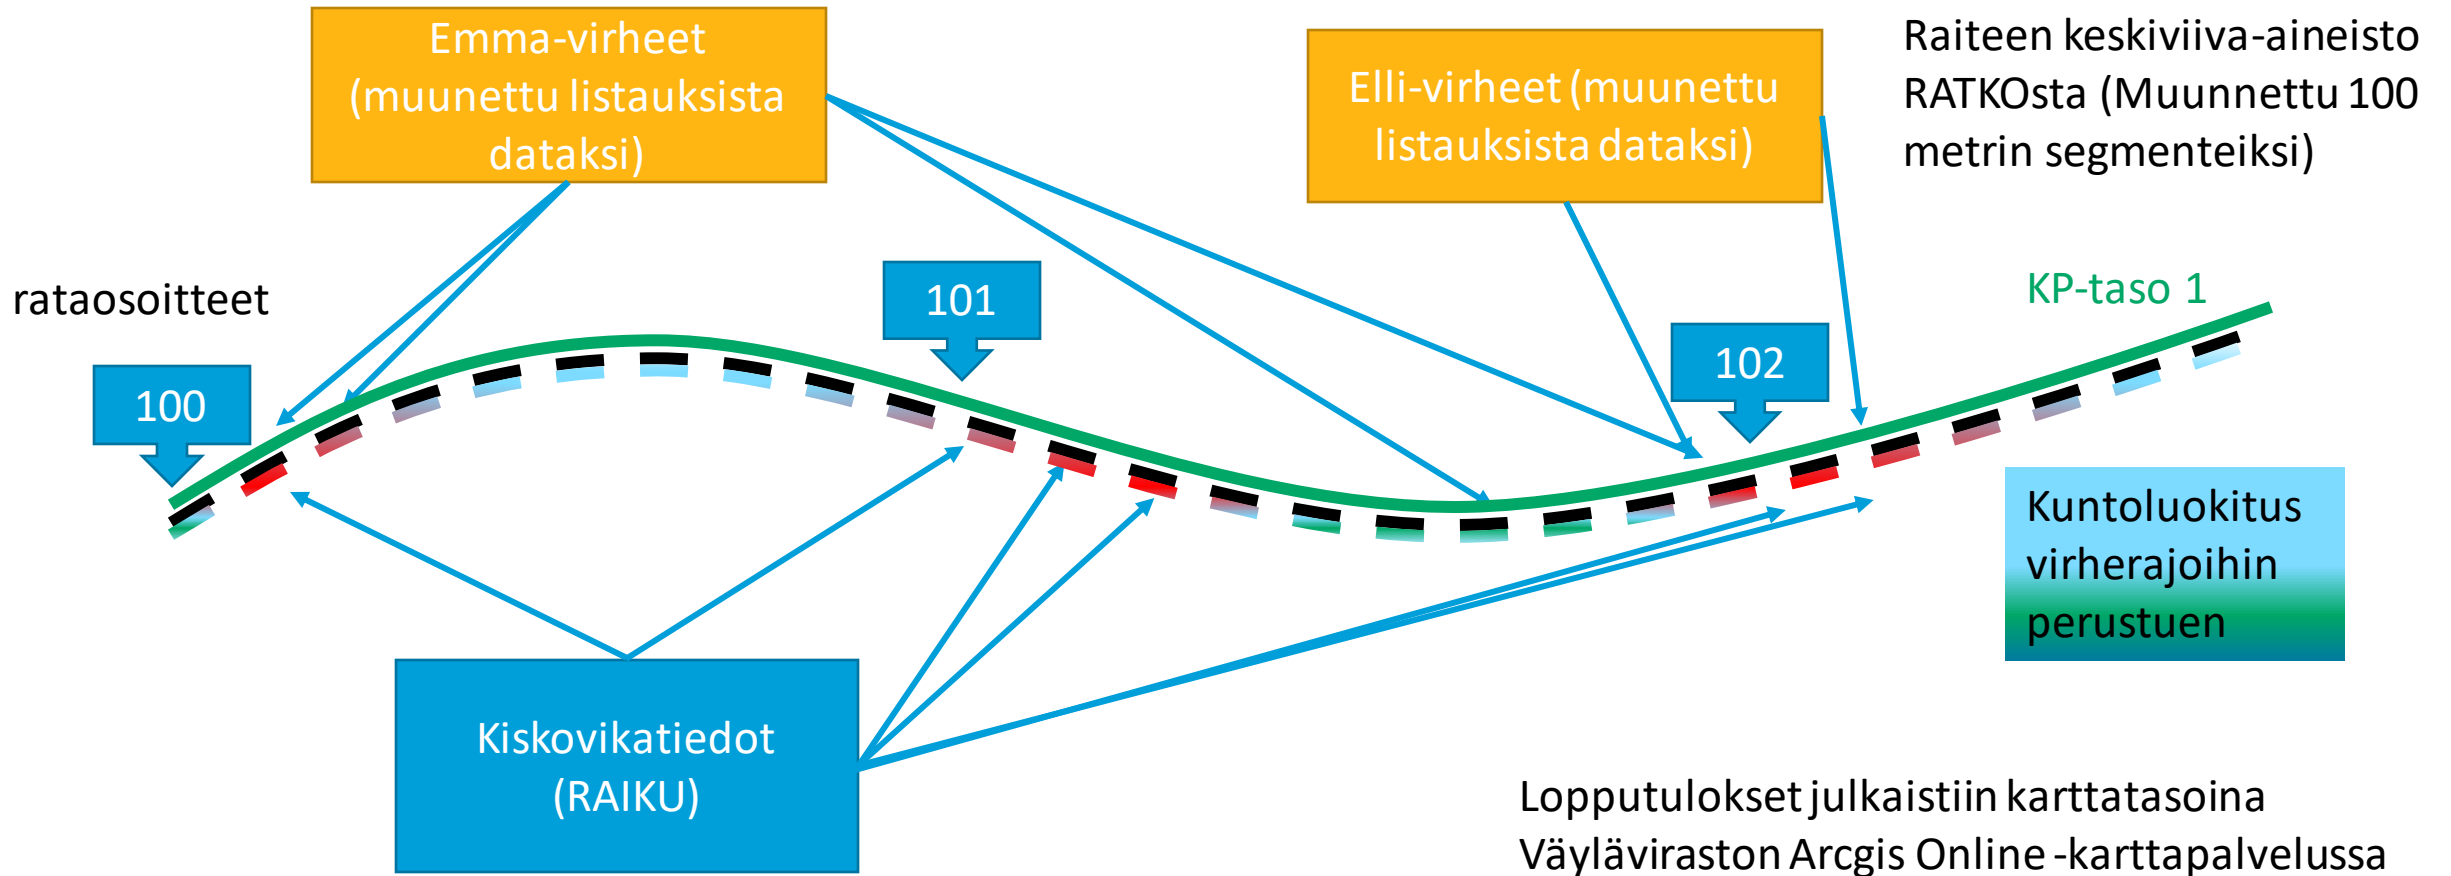 Emma-virheet
(muunettu listauksista
dataksi)
Elli-virheet (muunettu
listauksista dataksi)
Raiteen keskiviiva-aineisto
RATKOsta (Muunnettu 100
metrin segmenteiksi)
rataosoitteet
100
101
102
KP-taso 1
Kuntoluokitus
virherajoihin
perustuen
Kiskovikatiedot
(RAIKU)
Lopputulokset julkaistiin karttatasoina
Väyläviraston Arcgis Online -karttapalvelussa